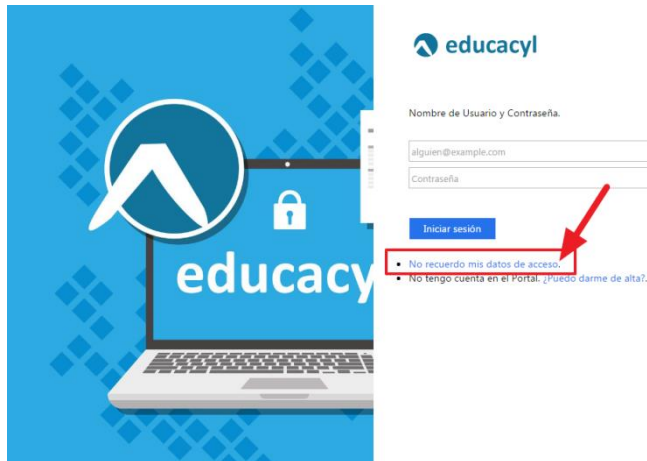 educacyl
Nombre de Usuario y Contraseña.
alguien@example.com
Contraseña
Iniciar sesión
No recuerdo mis datos de acceso.
No tengo cuenta en el Portal. ¿Puedo darme de alta?.
educacy